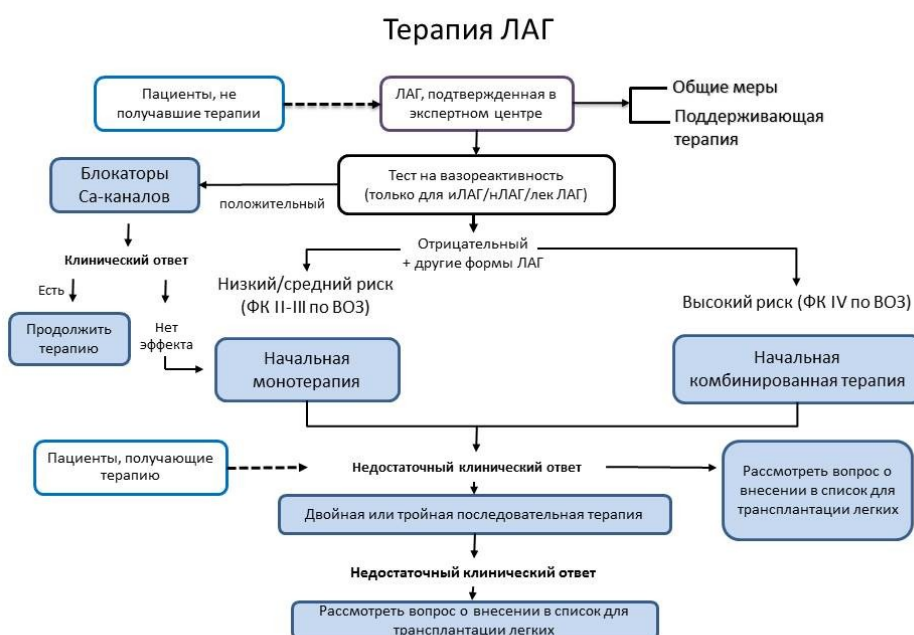 Терапия ЛАГ
Пациенты, не
получавшие терапии
ЛАГ, подтвержденная в
экспертном центре
Общие меры
Поддерживающая
терапия
Блокаторы
Са-каналов
положительный
Тест на вазореактивность
(только для иЛАГ/нЛАГ/лек ЛАГ)
Клинический ответ
Отрицательный
+ другие формы ЛАГ
Есть
Продолжить
терапию
Нет
эффекта
Низкий/средний риск
(ФК II-III по ВОЗ)
Высокий риск (ФК IV по ВОЗ)
Начальная
монотерапия
Начальная
комбинированная терапия
Пациенты, получающие
терапию
Недостаточный клинический ответ
Рассмотреть вопрос о
внесении в список для
трансплантации легких
Двойная или тройная последовательная терапия
Недостаточный клинический ответ
Рассмотреть вопрос о внесении в список для
трансплантации легких